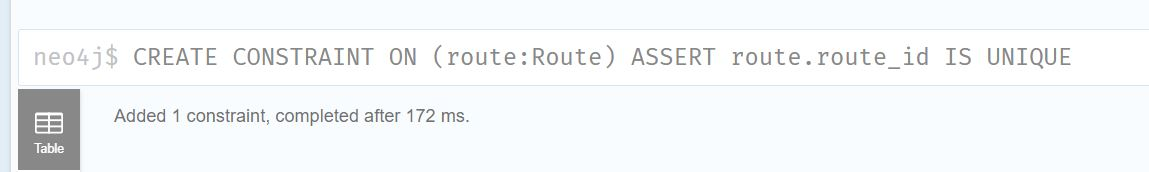 neo4j$ CREATE CONSTRAINT ON (route:Route) ASSERT route.route_id IS UNIQUE
Added 1 constraint, completed after 172 ms.
Table